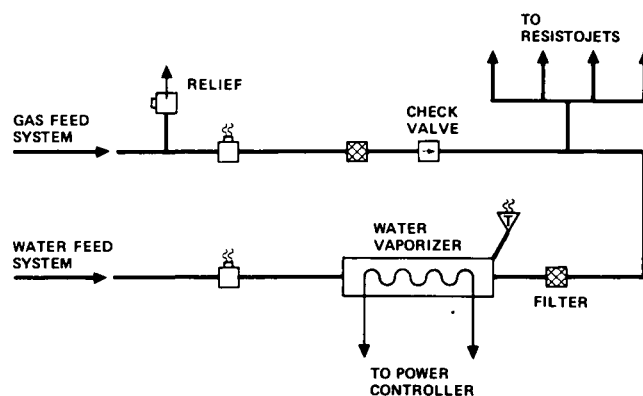 TO
RESISTOJETS
RELIEF
GAS FEED
SYSTEM
CHECK
VALVE
WATER FEED
SYSTEM
WATER
VAPORIZER
T
FILTER
TO POWER
CONTROLLER